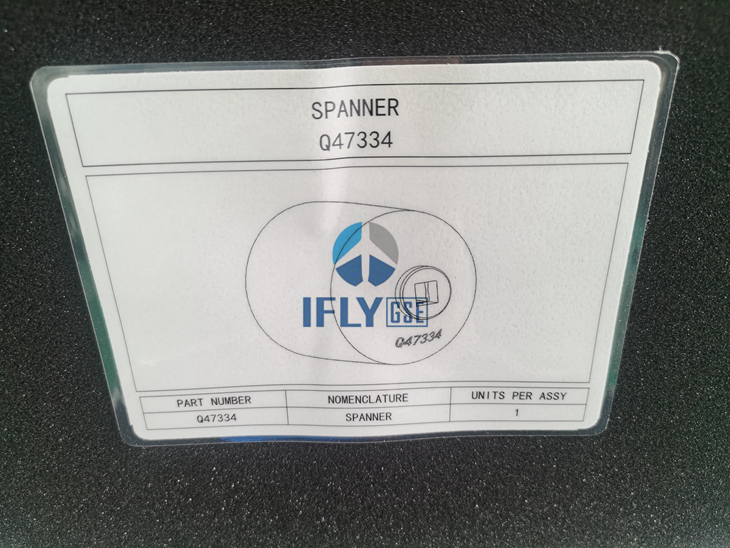 SPANNER
Q47334
IFLY GSE
Q47334
PART NUMBER NOMENCLATURE UNITS PER ASSY
Q47334 SPANNER 1